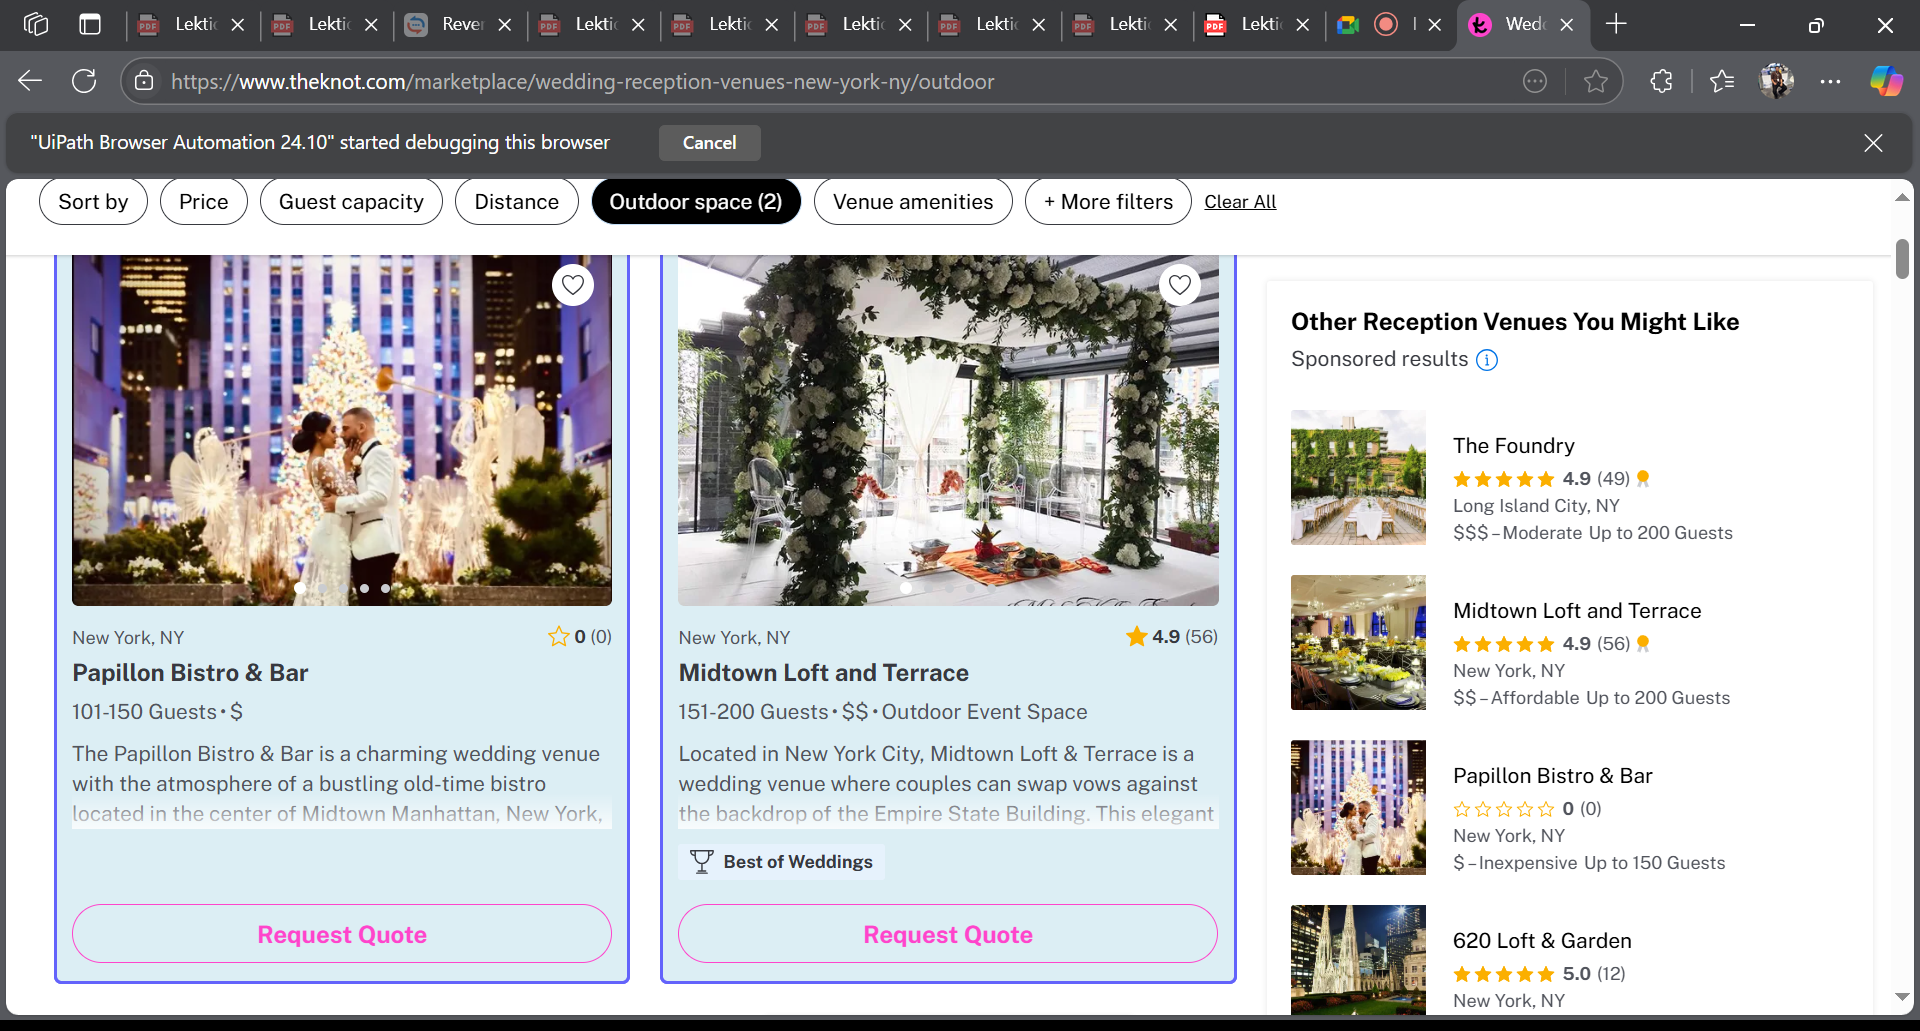 Lektic
Lektic
Rever
Lektic
Lektic
Lektic
Lektic
Lektic
Lektic
Wedd
https://www.theknot.com/marketplace/wedding-reception-venues-new-york-ny/outdoor
"UiPath Browser Automation 24.10" started debugging this browser
Cancel
Sort by
Price
Guest capacity
Distance
Outdoor space (2)
Venue amenities
+ More filters
Clear All
New York, NY
0 (0)
Papillon Bistro & Bar
101-150 Guests • $
The Papillon Bistro & Bar is a charming wedding venue
with the atmosphere of a bustling old-time bistro
located in the center of Midtown Manhattan, New York,
Request Quote
New York, NY
4.9 (56)
Midtown Loft and Terrace
151-200 Guests • $$ • Outdoor Event Space
Located in New York City, Midtown Loft & Terrace is a
wedding venue where couples can swap vows against
the backdrop of the Empire State Building. This elegant
Best of Weddings
Request Quote
Other Reception Venues You Might Like
Sponsored results
The Foundry
4.9 (49)
Long Island City, NY
$$$ – Moderate Up to 200 Guests
Midtown Loft and Terrace
4.9 (56)
New York, NY
$$ – Affordable Up to 200 Guests
Papillon Bistro & Bar
0 (0)
New York, NY
$ – Inexpensive Up to 150 Guests
620 Loft & Garden
5.0 (12)
New York, NY